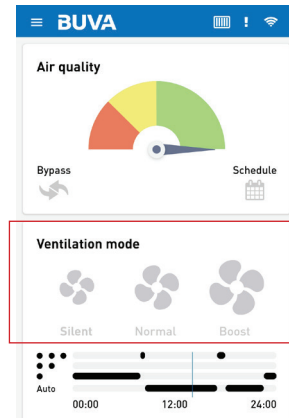 BUVA !
Air quality
Bypass Schedule
Ventilation mode
Silent Normal Boost
Auto
00:00 12:00 24:00